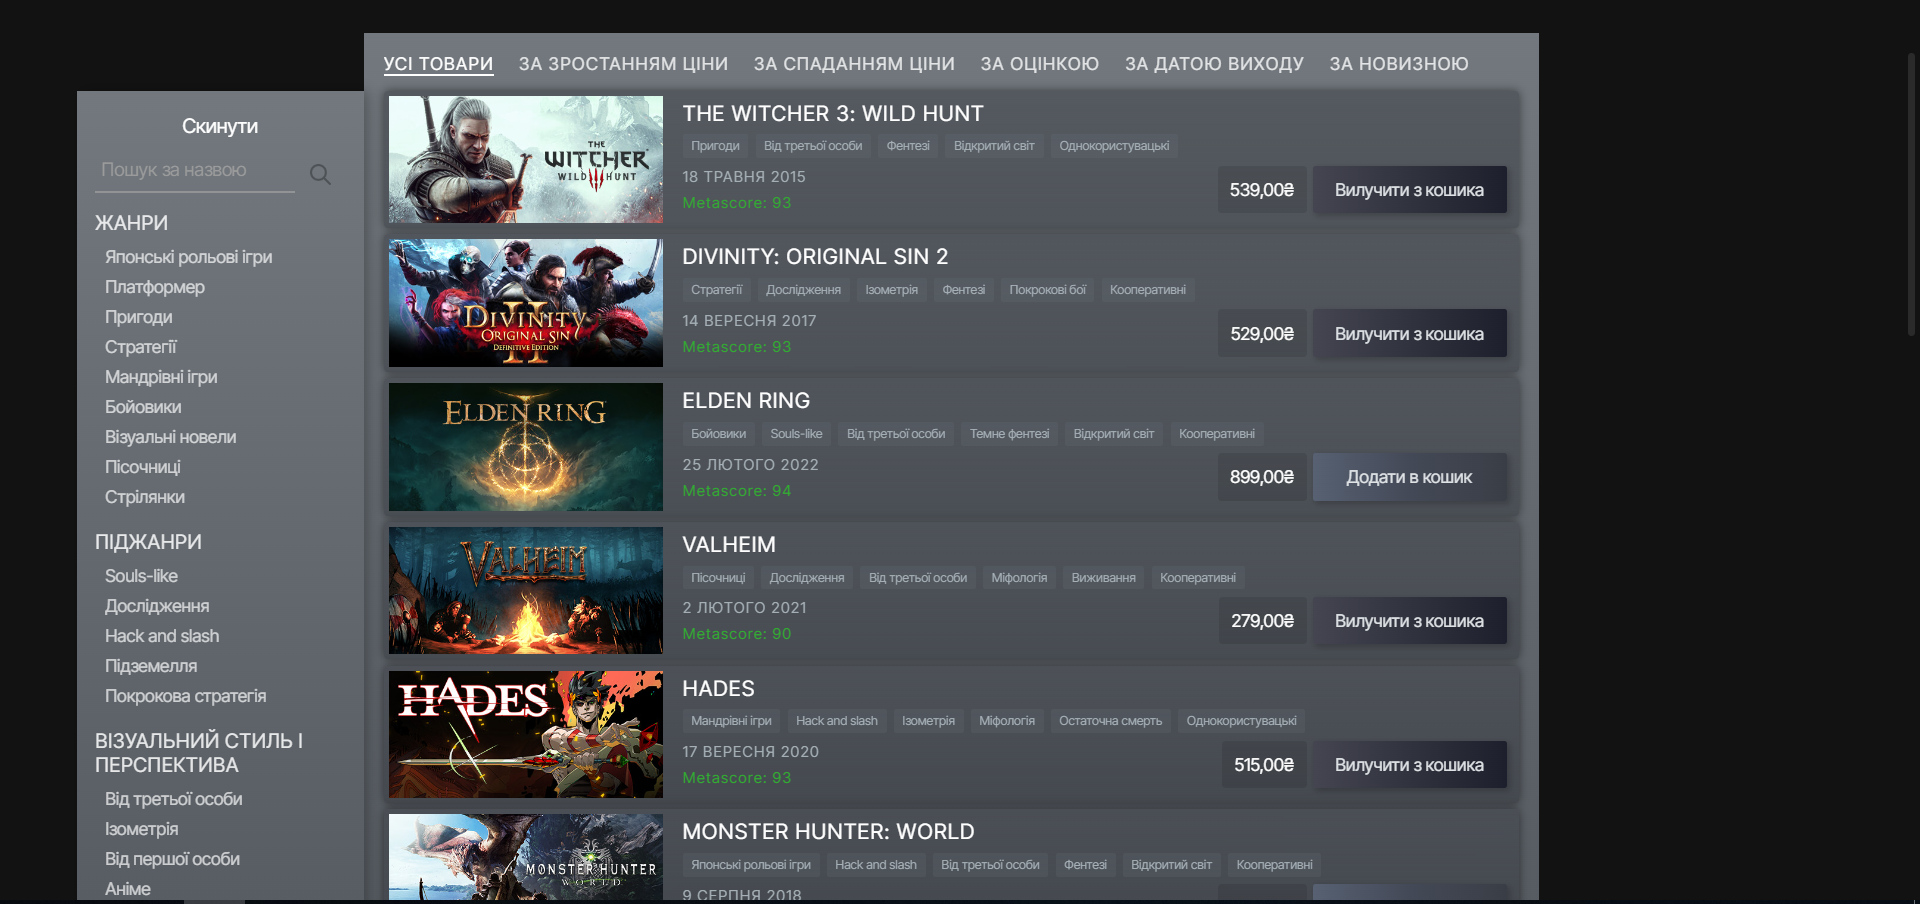 УСІ ТОВАРИ ЗА ЗРОСТАННЯМ ЦІНИ ЗА СПАДАННЯМ ЦІНИ ЗА ОЦІНКОЮ ЗА ДАТОЮ ВИХОДУ ЗА НОВИЗНОЮ
Скинути
Пошук за назвою
ЖАНРИ
Японські рольові ігри
Платформер
Пригоди
Стратегії
Мандрівні ігри
Бойовики
Візуальні новели
Пісочниці
Стрілянки
ПІДЖАНРИ
Souls-like
Дослідження
Hack and slash
Підземелля
Покрокова стратегія
ВІЗУАЛЬНИЙ СТИЛЬ І
ПЕРСПЕКТИВА
Від третьої особи
Ізометрія
Від першої особи
Аніме
THE
WITCHER
WILD HUNT
THE WITCHER 3: WILD HUNT
Пригоди Від третьої особи Фентезі Відкритий світ Однокористувацькі
18 ТРАВНЯ 2015
Metascore: 93
539,00₴ Вилучити з кошика
DIVINITY
II
ORIGINAL SIN
DEFINITIVE EDITION
DIVINITY: ORIGINAL SIN 2
Стратегії Дослідження Ізометрія Фентезі Покрокові бої Кооперативні
14 ВЕРЕСНЯ 2017
Metascore: 93
529,00₴ Вилучити з кошика
ELDEN RING
ELDEN RING
Бойовики Souls-like Від третьої особи Темне фентезі Відкритий світ Кооперативні
25 ЛЮТОГО 2022
Metascore: 94
899,00₴ Додати в кошик
VALHEIM
VALHEIM
Пісочниці Дослідження Від третьої особи Міфологія Виживання Кооперативні
2 ЛЮТОГО 2021
Metascore: 90
279,00₴ Вилучити з кошика
HADES
HADES
Мандрівні ігри Hack and slash Ізометрія Міфологія Остаточна смерть Однокористувацькі
17 ВЕРЕСНЯ 2020
Metascore: 93
515,00₴ Вилучити з кошика
MONSTER HUNTER
WORLD
MONSTER HUNTER: WORLD
Японські рольові ігри Hack and slash Від третьої особи Фентезі Відкритий світ Кооперативні
9 СЕРПНЯ 2018